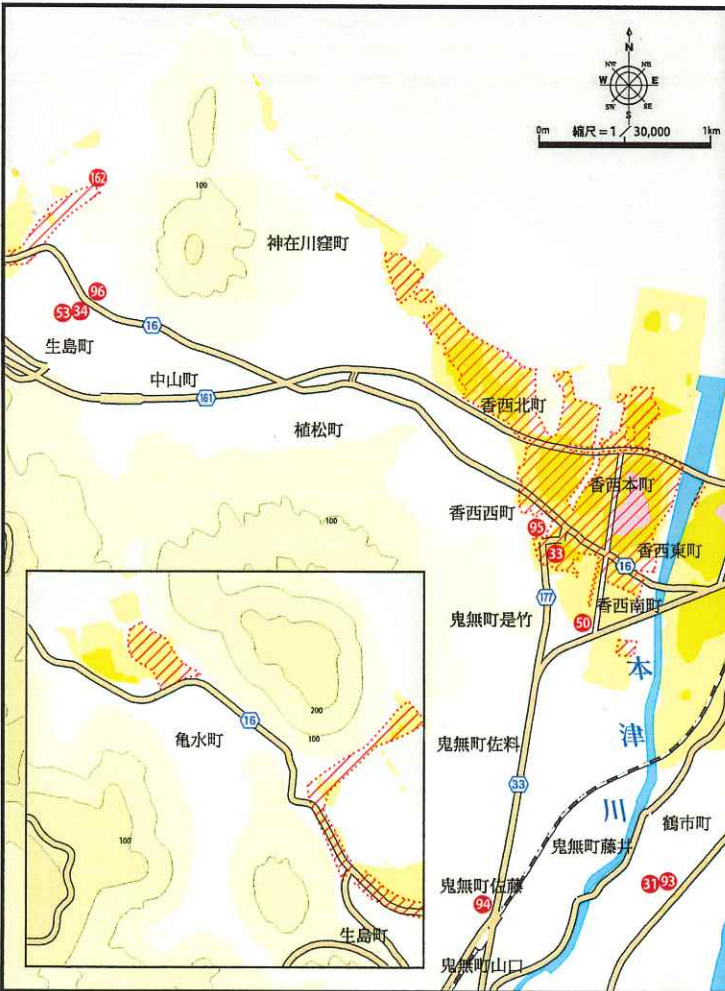 N
NW
NE
W
E
SW
SE
S
0m 縮尺=1/30,000 1km
162
100
神在川窪町
96
53 34
16
生島町
中山町
161
植松町
香西北町
香西本町
香西西町
95
33
香西東町
16
100
177
香西南町
鬼無町是竹
50
本津川
200
100
16
亀水町
鬼無町佐料
33
100
鶴市町
鬼無町藤井
31 93
鬼無町佐藤
94
生島町
鬼無町山口